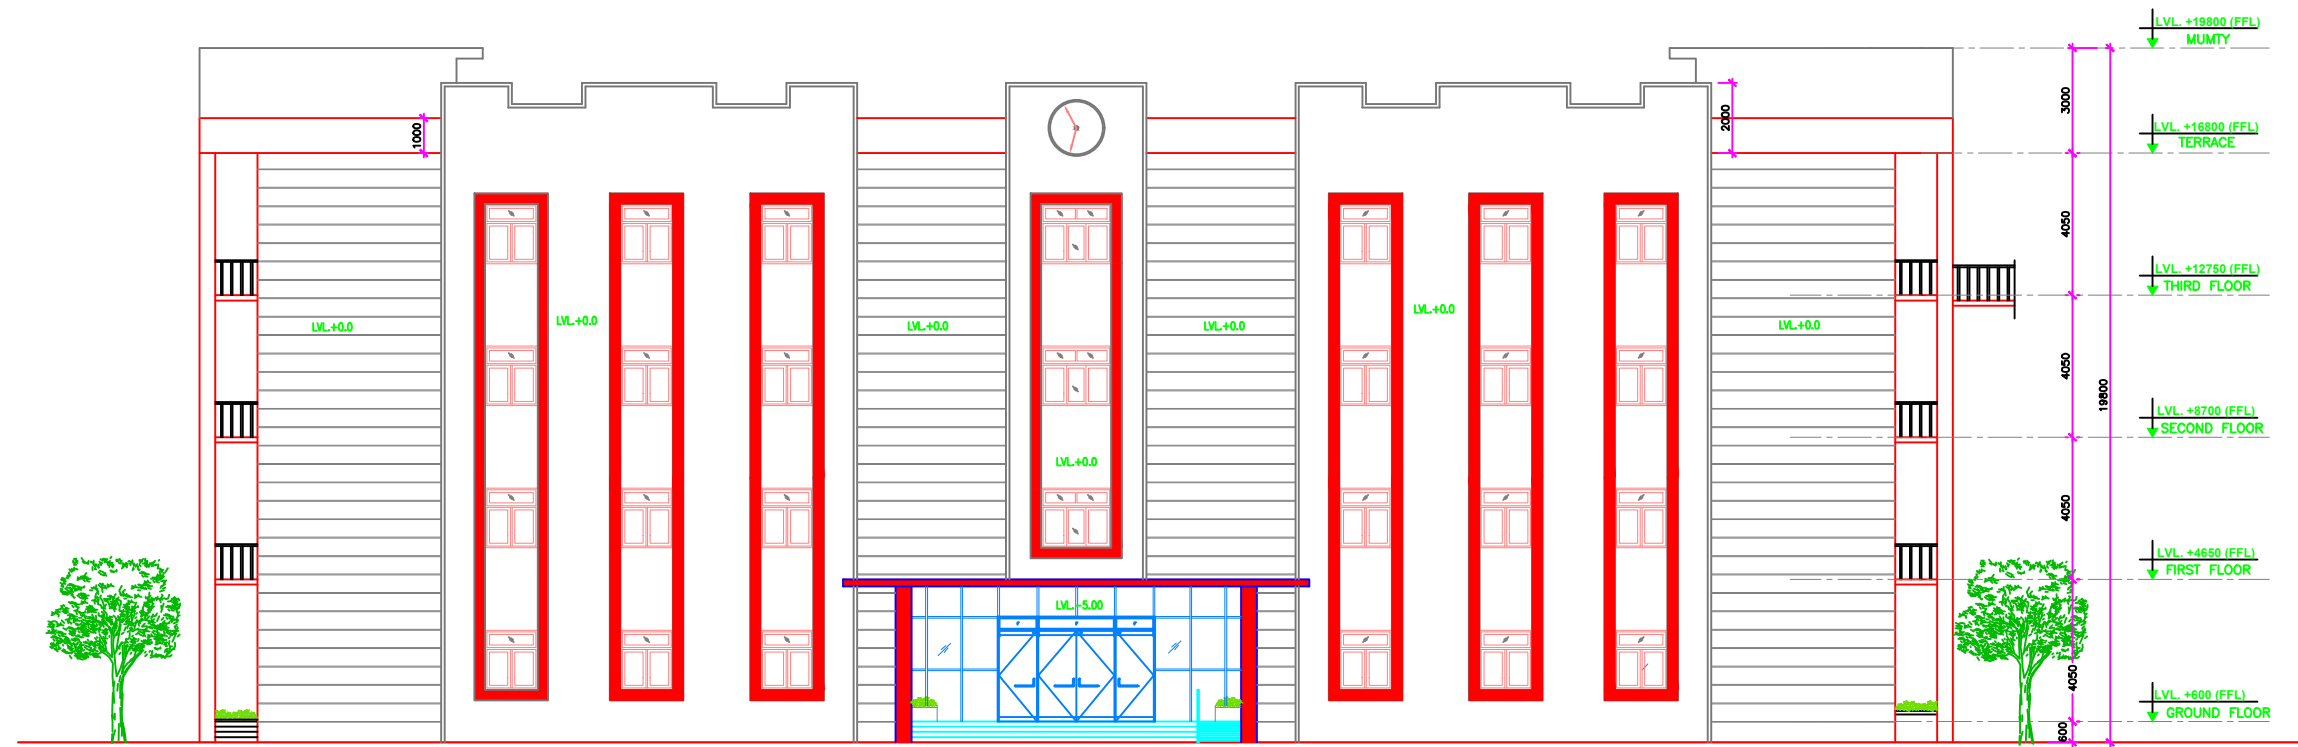 LVL. +19800 (FFL)
MUMTY
1000
2000
3000
LVL. +16800 (FFL)
TERRACE
4050
LVL. +12750 (FFL)
THIRD FLOOR
LVL.+0.0
LVL.+0.0
LVL.+0.0
LVL.+0.0
LVL.+0.0
LVL.+0.0
4050
19800
LVL. +8700 (FFL)
SECOND FLOOR
LVL.+0.0
4050
LVL. +4650 (FFL)
FIRST FLOOR
LVL.-5.00
4050
LVL. +600 (FFL)
GROUND FLOOR
600